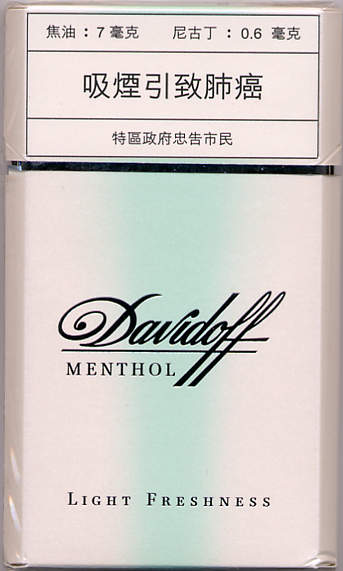 焦油：7毫克 尼古丁：0.6 毫克
吸煙引致肺癌
特區政府忠告市民
Davidoff
MENTHOL
LIGHT FRESHNESS